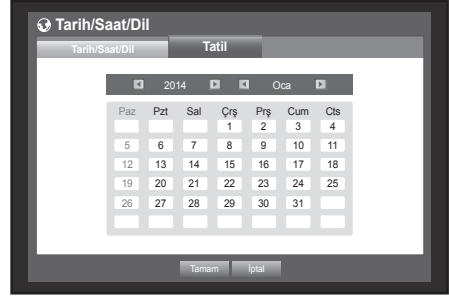 Tarih/Saat/Dil
Tarih/Saat/Dil Tatil
2014 Oca
Paz Pzt Sal Çrş Prş Cum Cts
1 2 3 4
5 6 7 8 9 10 11
12 13 14 15 16 17 18
19 20 21 22 23 24 25
26 27 28 29 30 31
Tamam İptal